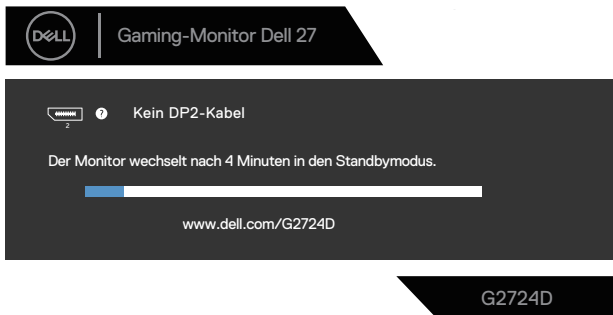 DELL
Gaming-Monitor Dell 27
?
Kein DP2-Kabel
2
Der Monitor wechselt nach 4 Minuten in den Standbymodus.
www.dell.com/G2724D
G2724D